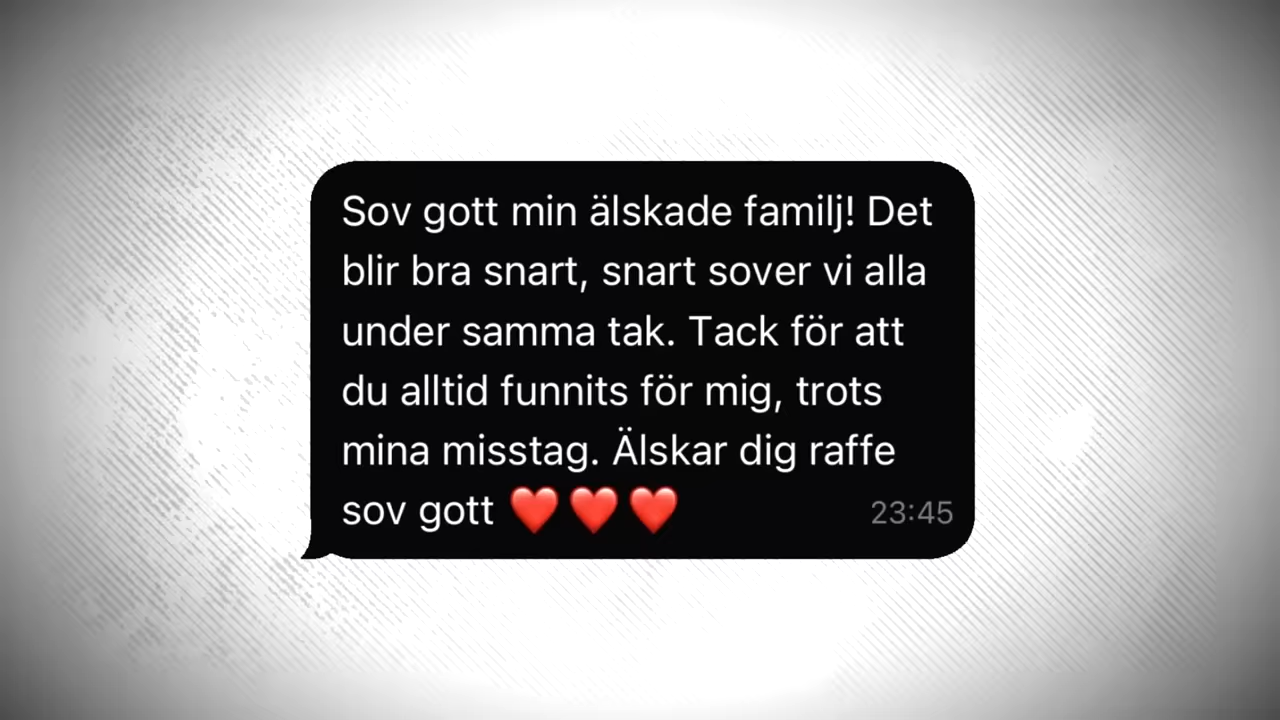 Sov gott min älskade familj! Det
blir bra snart, snart sover vi alla
under samma tak. Tack för att
du alltid funnits för mig, trots
mina misstag. Älskar dig raffe
sov gott ❤️❤️❤️ 23:45